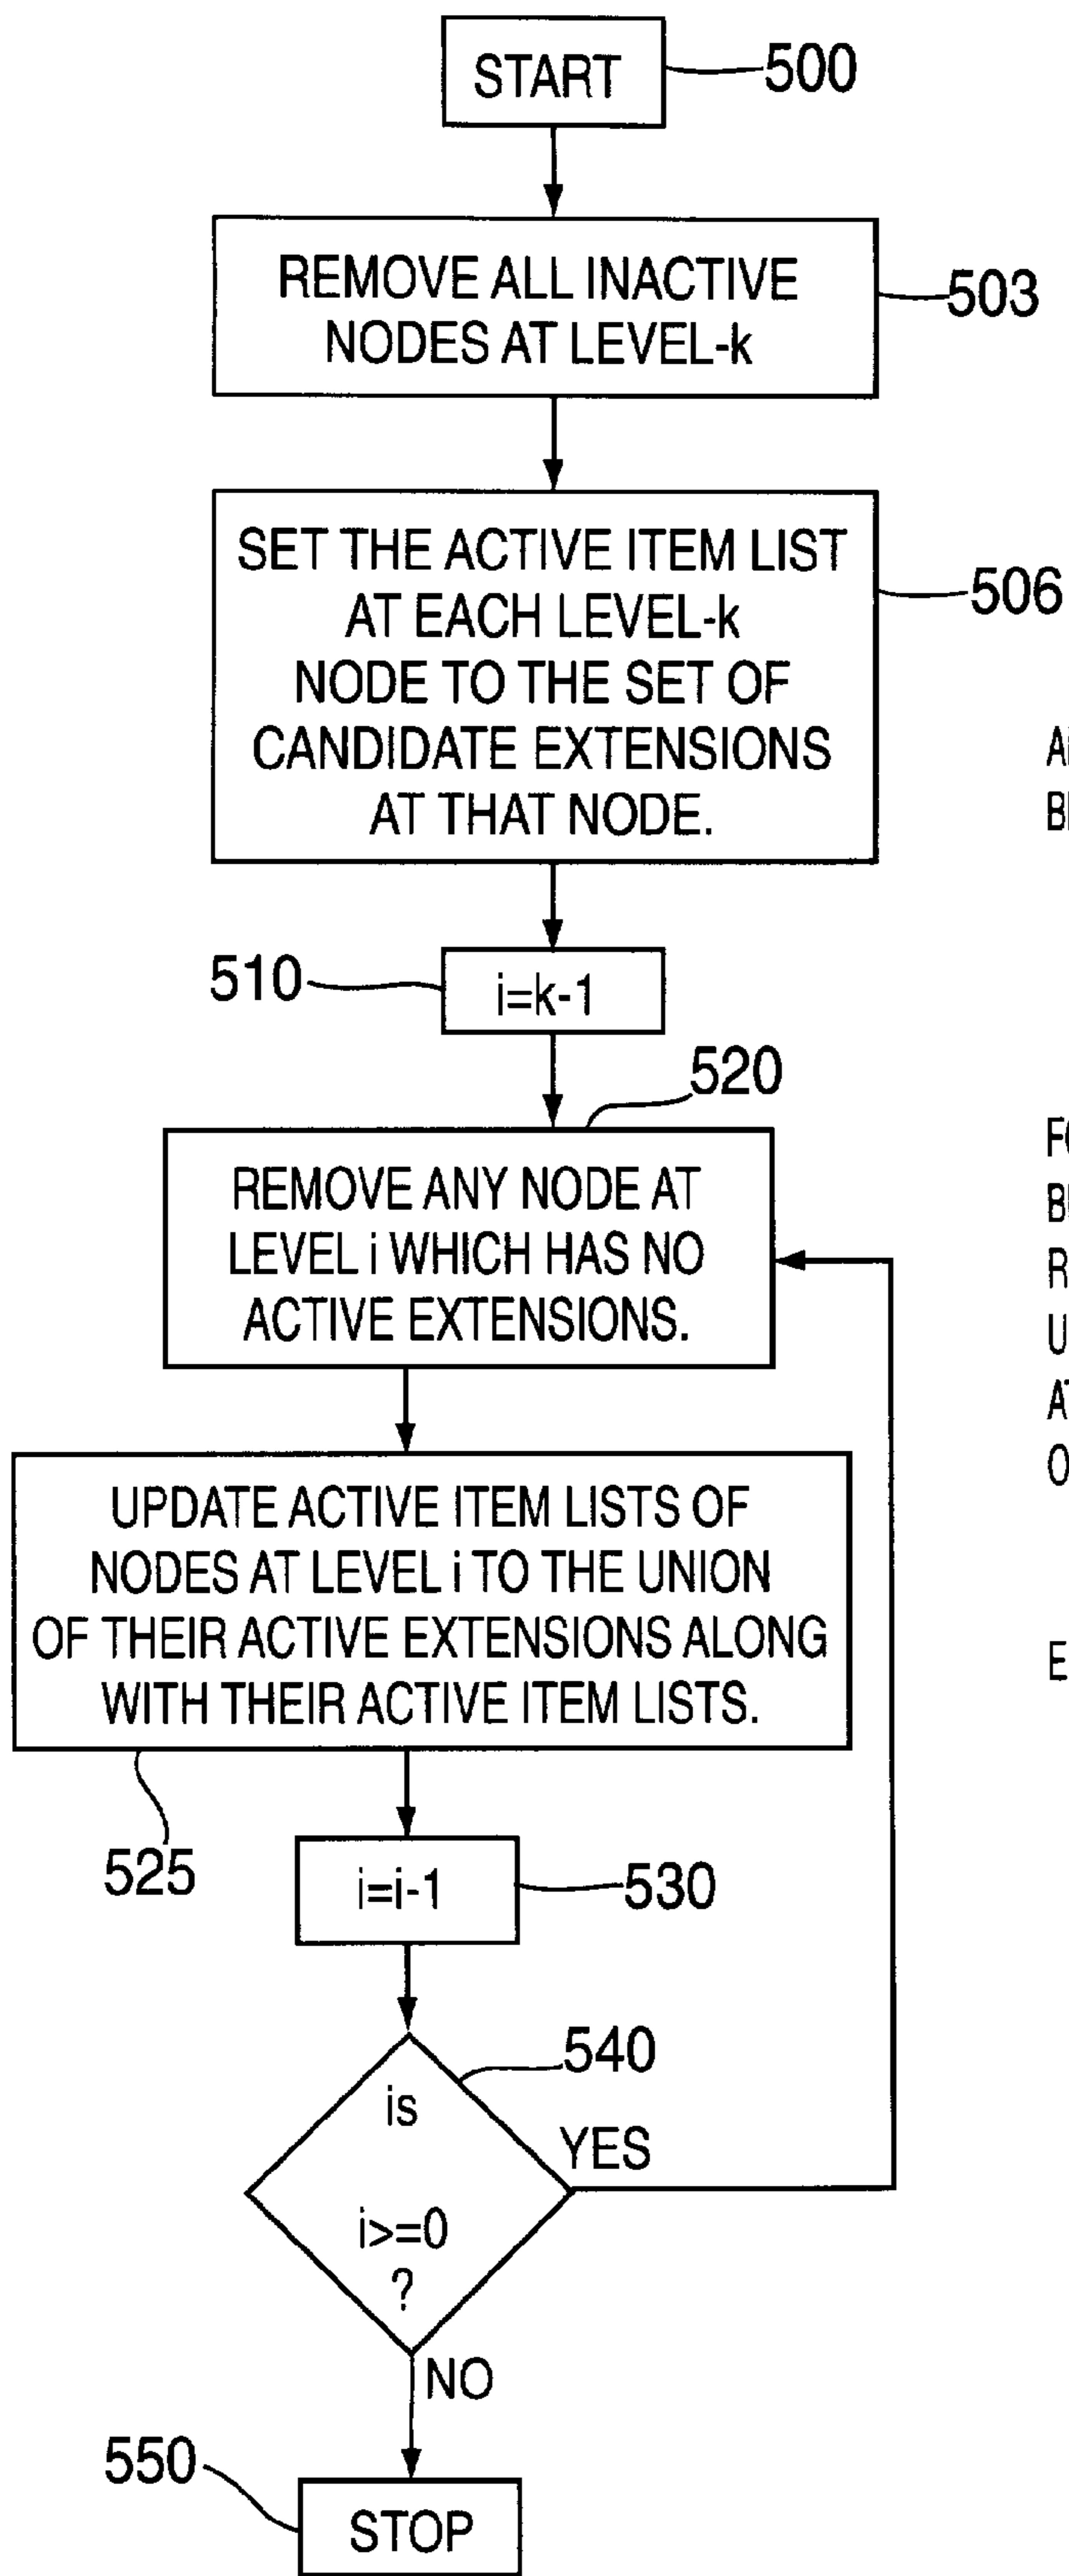 START
500
REMOVE ALL INACTIVE
NODES AT LEVEL-k
503
SET THE ACTIVE ITEM LIST
AT EACH LEVEL-k
NODE TO THE SET OF
CANDIDATE EXTENSIONS
AT THAT NODE.
506
510
i=k-1
520
REMOVE ANY NODE AT
LEVEL i WHICH HAS NO
ACTIVE EXTENSIONS.
UPDATE ACTIVE ITEM LISTS OF
NODES AT LEVEL i TO THE UNION
OF THEIR ACTIVE EXTENSIONS ALONG
WITH THEIR ACTIVE ITEM LISTS.
525
i=i-1
530
540
is
i>=0
?
YES
NO
550
STOP